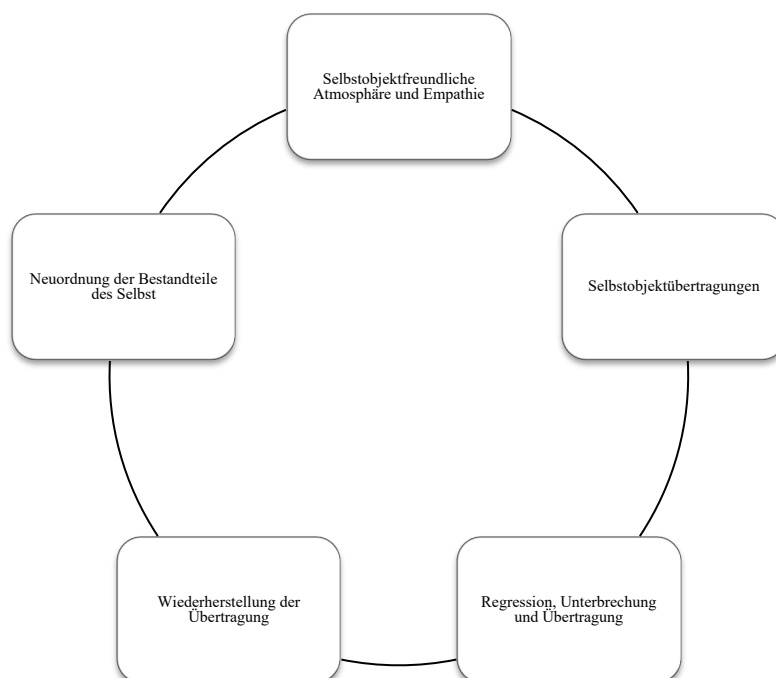 Selbstobjektfreundliche
Atmosphäre und Empathie
Selbstobjektübertragungen
Regression, Unterbrechung
und Übertragung
Wiederherstellung der
Übertragung
Neuordnung der Bestandteile
des Selbst